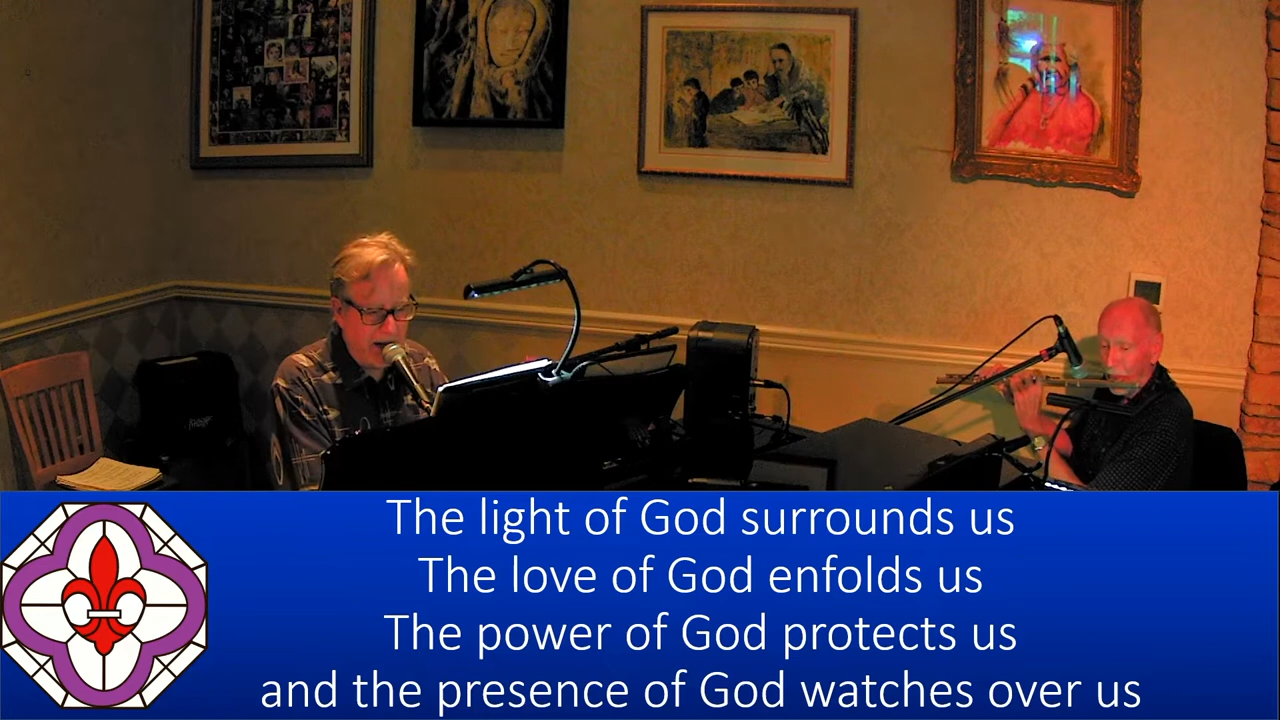 The light of God surrounds us
The love of God enfolds us
The power of God protects us
and the presence of God watches over us